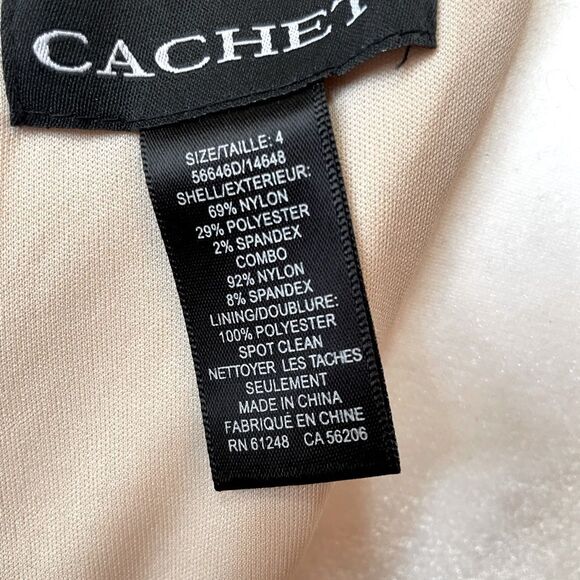 CACHET
SIZE/TAILLE: 4
56646D/14648
SHELL/EXTERIEUR:
69% NYLON
29% POLYESTER
2% SPANDEX
COMBO
92% NYLON
8% SPANDEX
LINING/DOUBLURE:
100% POLYESTER
SPOT CLEAN
NETTOYER LES TACHES
SEULEMENT
MADE IN CHINA
FABRIQUÉ EN CHINE
RN 61248 CA 56206